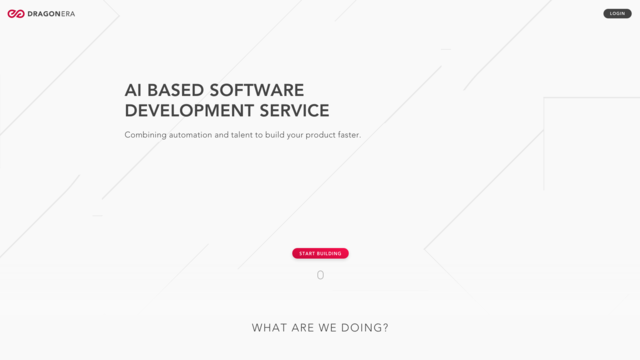 DRAGONERA
LOGIN
AI BASED SOFTWARE
DEVELOPMENT SERVICE
Combining automation and talent to build your product faster.
START BUILDING
WHAT ARE WE DOING?